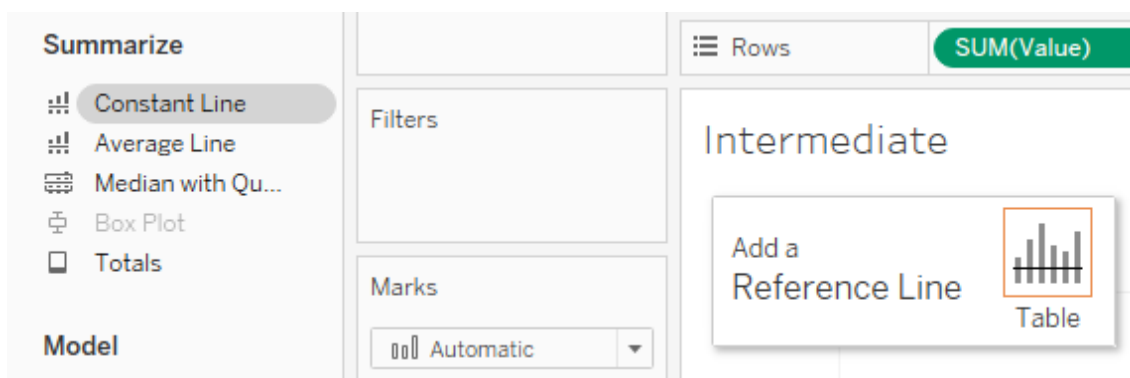 Summarize
Constant Line
Average Line
Median with Qu...
Box Plot
Totals
Model
Filters
Marks
Automatic
Rows
SUM(Value)
Intermediate
Add a
Reference Line
Table